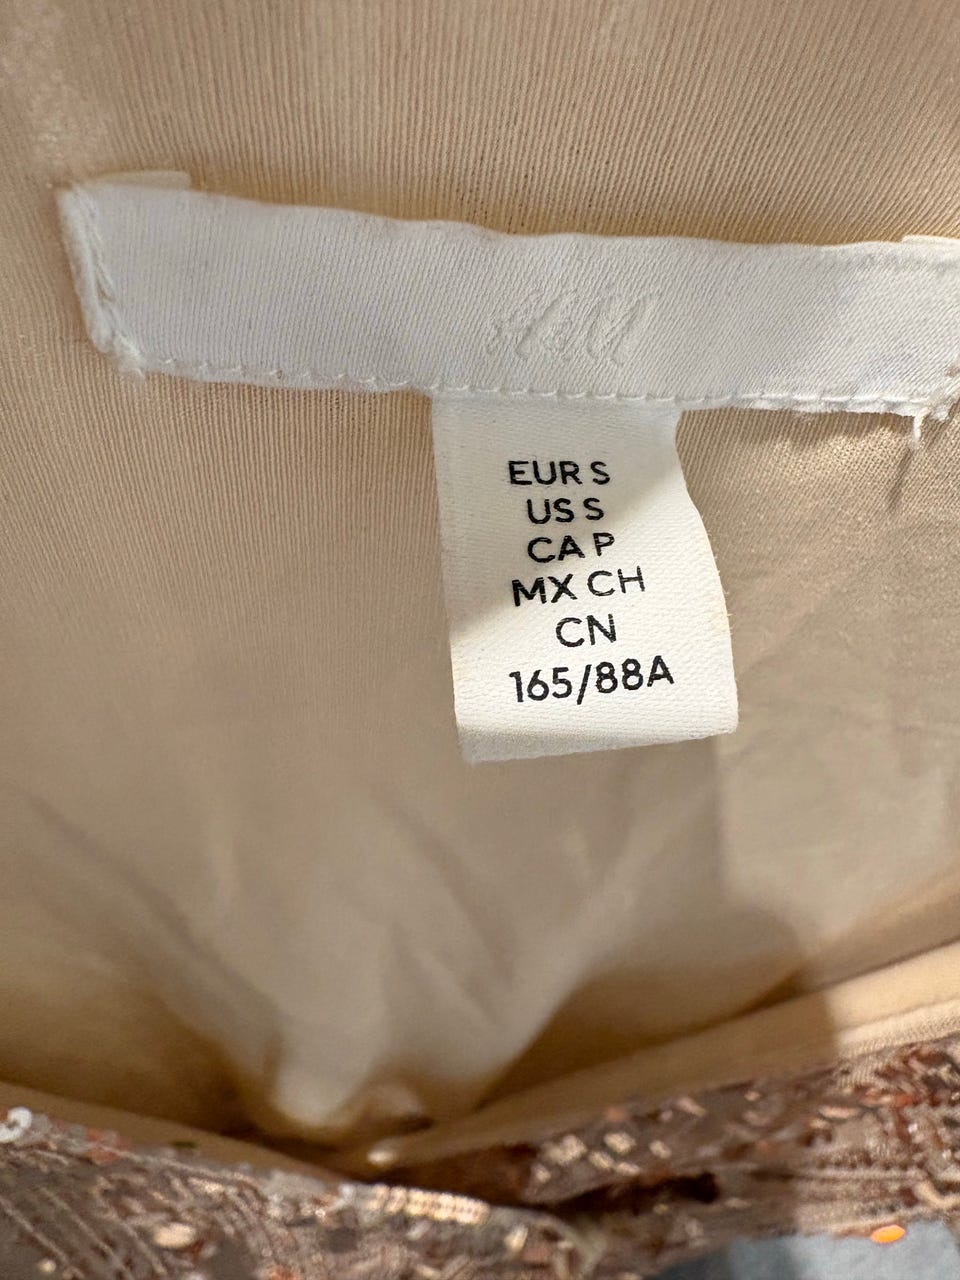 H&M
EUR S
US S
CA P
MX CH
CN
165/88A